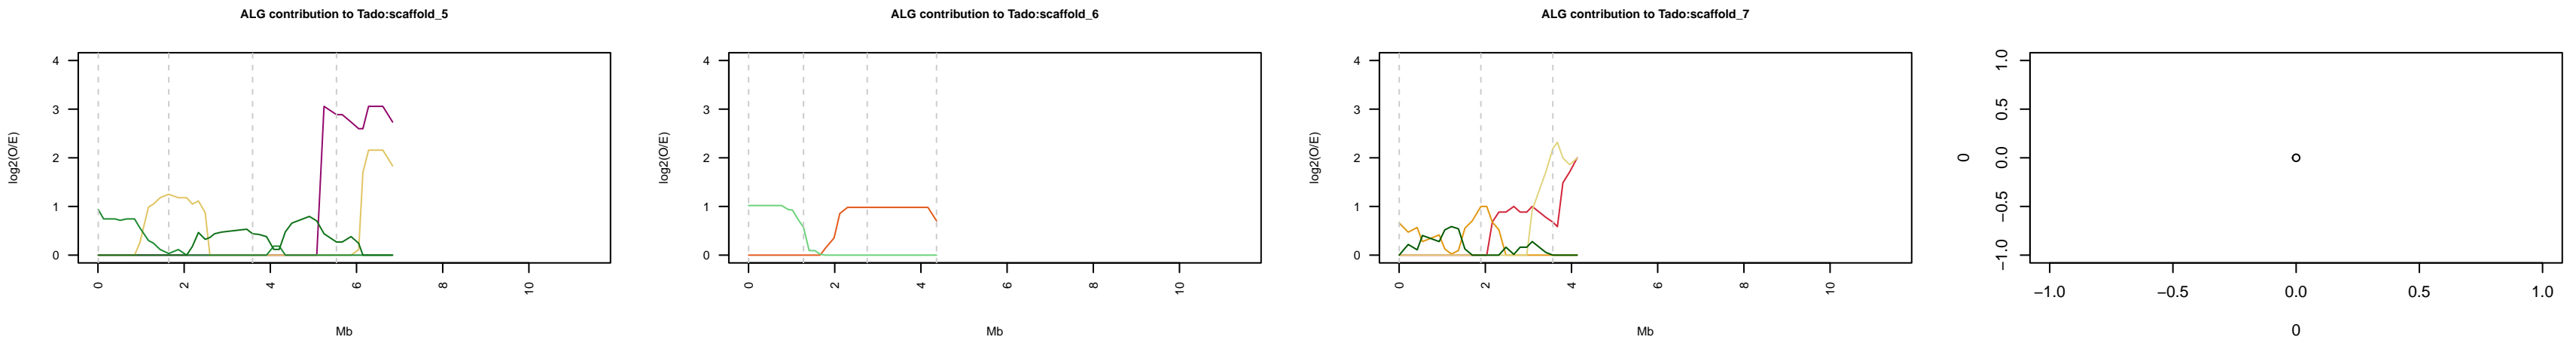 ALG contribution to Tado:scaffold_5
log2(O/E)
4
3
2
1
0
0 2 4 6 8 10
Mb
ALG contribution to Tado:scaffold_6
log2(O/E)
4
3
2
1
0
0 2 4 6 8 10
Mb
ALG contribution to Tado:scaffold_7
log2(O/E)
4
3
2
1
0
0 2 4 6 8 10
Mb
0
1.0
0.5
0.0
−0.5
−1.0
−1.0 −0.5 0.0 0.5 1.0
0